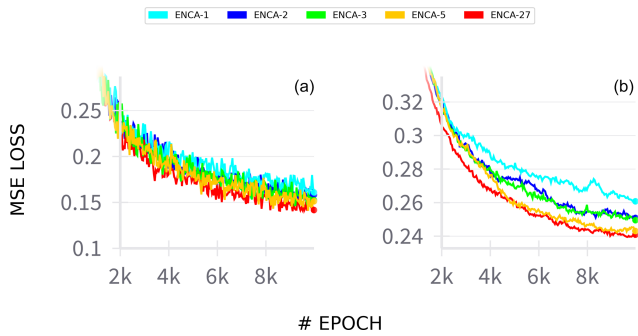 ENCA-1 ENCA-2 ENCA-3 ENCA-5 ENCA-27
(a) (b)
MSE LOSS
0.25
0.2
0.15
0.1
2k 4k 6k 8k
0.32
0.3
0.28
0.26
0.24
2k 4k 6k 8k
# EPOCH